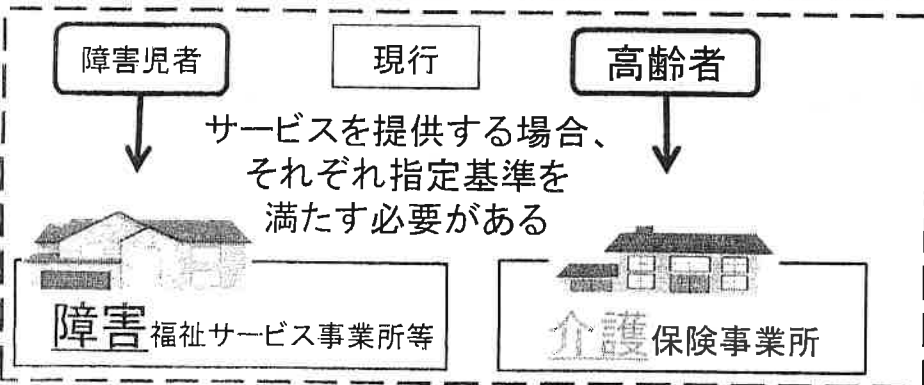 障害児者
現行
高齢者
サービスを提供する場合、
それぞれ指定基準を
満たす必要がある
障害福祉サービス事業所等
介護保険事業所